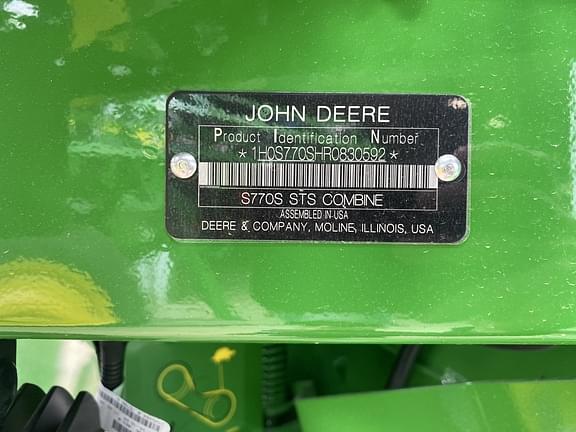 JOHN DEERE
Product Identification Number
* 1H0S770SHR0830592 *
S770S STS COMBINE
ASSEMBLED IN USA
DEERE & COMPANY, MOLINE, ILLINOIS, USA